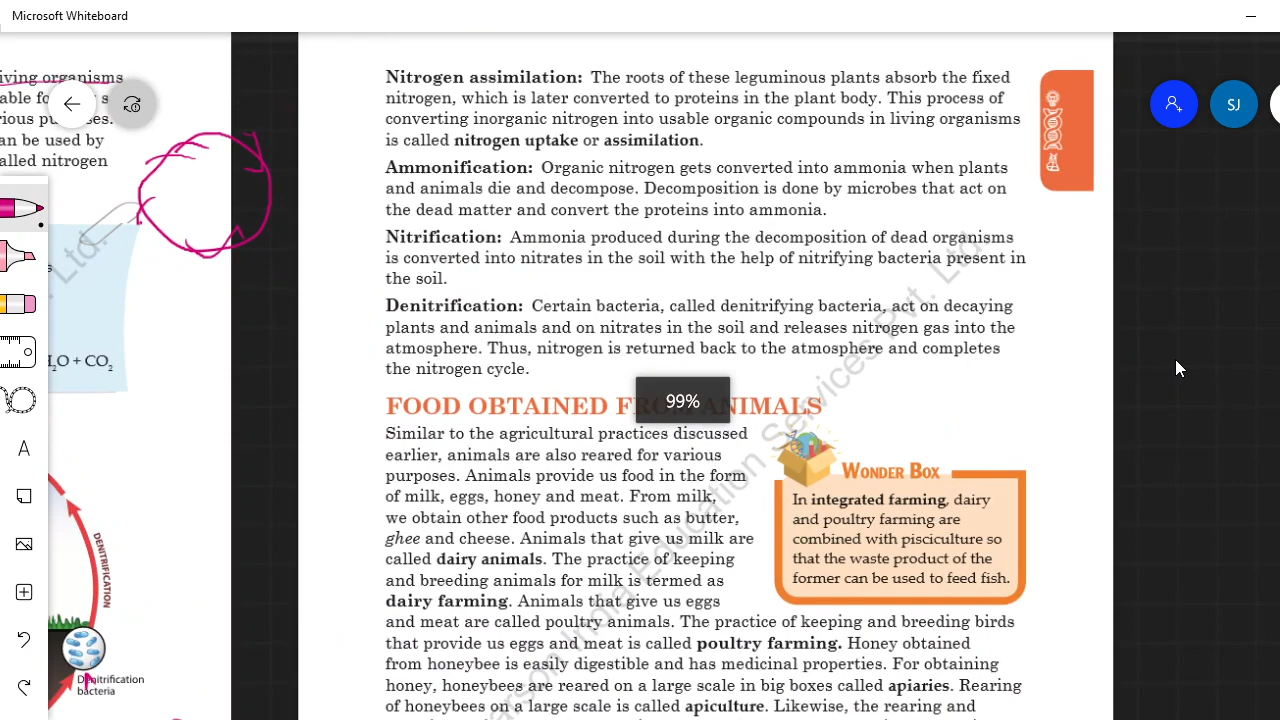 Microsoft Whiteboard
iving organisms
able fo s
rious pu ses.
an be used by
alled nitrogen
s
H2O + CO2
DENITRIFICATION
Denitrification
bacteria
A
SJ
Nitrogen assimilation: The roots of these leguminous plants absorb the fixed
nitrogen, which is later converted to proteins in the plant body. This process of
converting inorganic nitrogen into usable organic compounds in living organisms
is called nitrogen uptake or assimilation.
Ammonification: Organic nitrogen gets converted into ammonia when plants
and animals die and decompose. Decomposition is done by microbes that act on
the dead matter and convert the proteins into ammonia.
Nitrification: Ammonia produced during the decomposition of dead organisms
is converted into nitrates in the soil with the help of nitrifying bacteria present in
the soil.
Denitrification: Certain bacteria, called denitrifying bacteria, act on decaying
plants and animals and on nitrates in the soil and releases nitrogen gas into the
atmosphere. Thus, nitrogen is returned back to the atmosphere and completes
the nitrogen cycle.
99%
FOOD OBTAINED FROM ANIMALS
Similar to the agricultural practices discussed
earlier, animals are also reared for various
purposes. Animals provide us food in the form
of milk, eggs, honey and meat. From milk,
we obtain other food products such as butter,
ghee and cheese. Animals that give us milk are
called dairy animals. The practice of keeping
and breeding animals for milk is termed as
dairy farming. Animals that give us eggs
and meat are called poultry animals. The practice of keeping and breeding birds
that provide us eggs and meat is called poultry farming. Honey obtained
from honeybee is easily digestible and has medicinal properties. For obtaining
honey, honeybees are reared on a large scale in big boxes called apiaries. Rearing
of honeybees on a large scale is called apiculture. Likewise, the rearing and
WONDER BOX
In integrated farming, dairy
and poultry farming are
combined with pisciculture so
that the waste product of the
former can be used to feed fish.
earson India Education Services Pvt. Ltd.
Ltd.